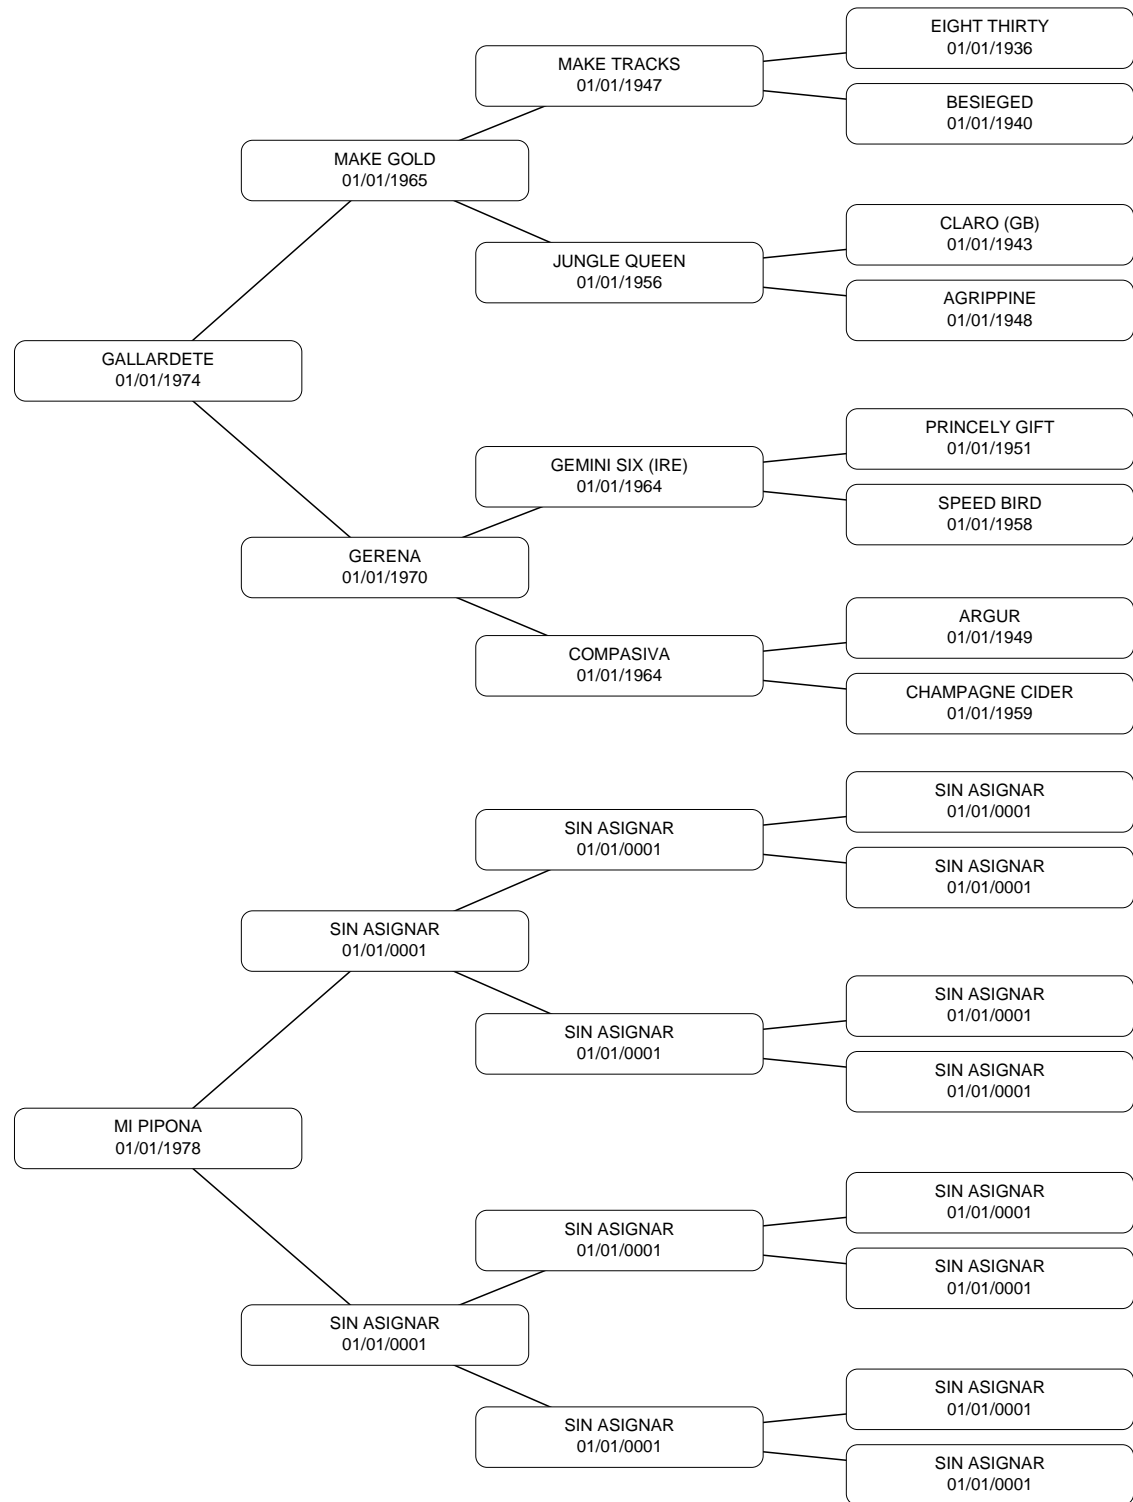 EIGHT THIRTY
01/01/1936
MAKE TRACKS
01/01/1947
BESIEGED
01/01/1940
MAKE GOLD
01/01/1965
CLARO (GB)
01/01/1943
JUNGLE QUEEN
01/01/1956
AGRIPPINE
01/01/1948
GALLARDETE
01/01/1974
PRINCELY GIFT
01/01/1951
GEMINI SIX (IRE)
01/01/1964
SPEED BIRD
01/01/1958
GERENA
01/01/1970
ARGUR
01/01/1949
COMPASIVA
01/01/1964
CHAMPAGNE CIDER
01/01/1959
SIN ASIGNAR
01/01/0001
SIN ASIGNAR
01/01/0001
SIN ASIGNAR
01/01/0001
SIN ASIGNAR
01/01/0001
SIN ASIGNAR
01/01/0001
SIN ASIGNAR
01/01/0001
SIN ASIGNAR
01/01/0001
MI PIPONA
01/01/1978
SIN ASIGNAR
01/01/0001
SIN ASIGNAR
01/01/0001
SIN ASIGNAR
01/01/0001
SIN ASIGNAR
01/01/0001
SIN ASIGNAR
01/01/0001
SIN ASIGNAR
01/01/0001
SIN ASIGNAR
01/01/0001